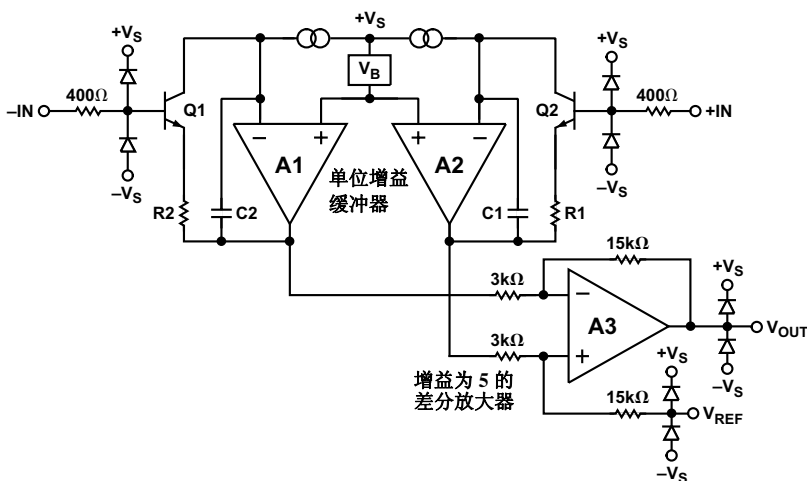 +VS
+VS
+VS
VB
400Ω
Q1
Q2
400Ω
–IN
+IN
−
+
+
−
A1
A2
–VS
–VS
单位增益
缓冲器
R2
C2
C1
R1
15kΩ
3kΩ
−
+VS
A3
VOUT
3kΩ
+
+VS
–VS
增益为 5 的
差分放大器
15kΩ
VREF
–VS